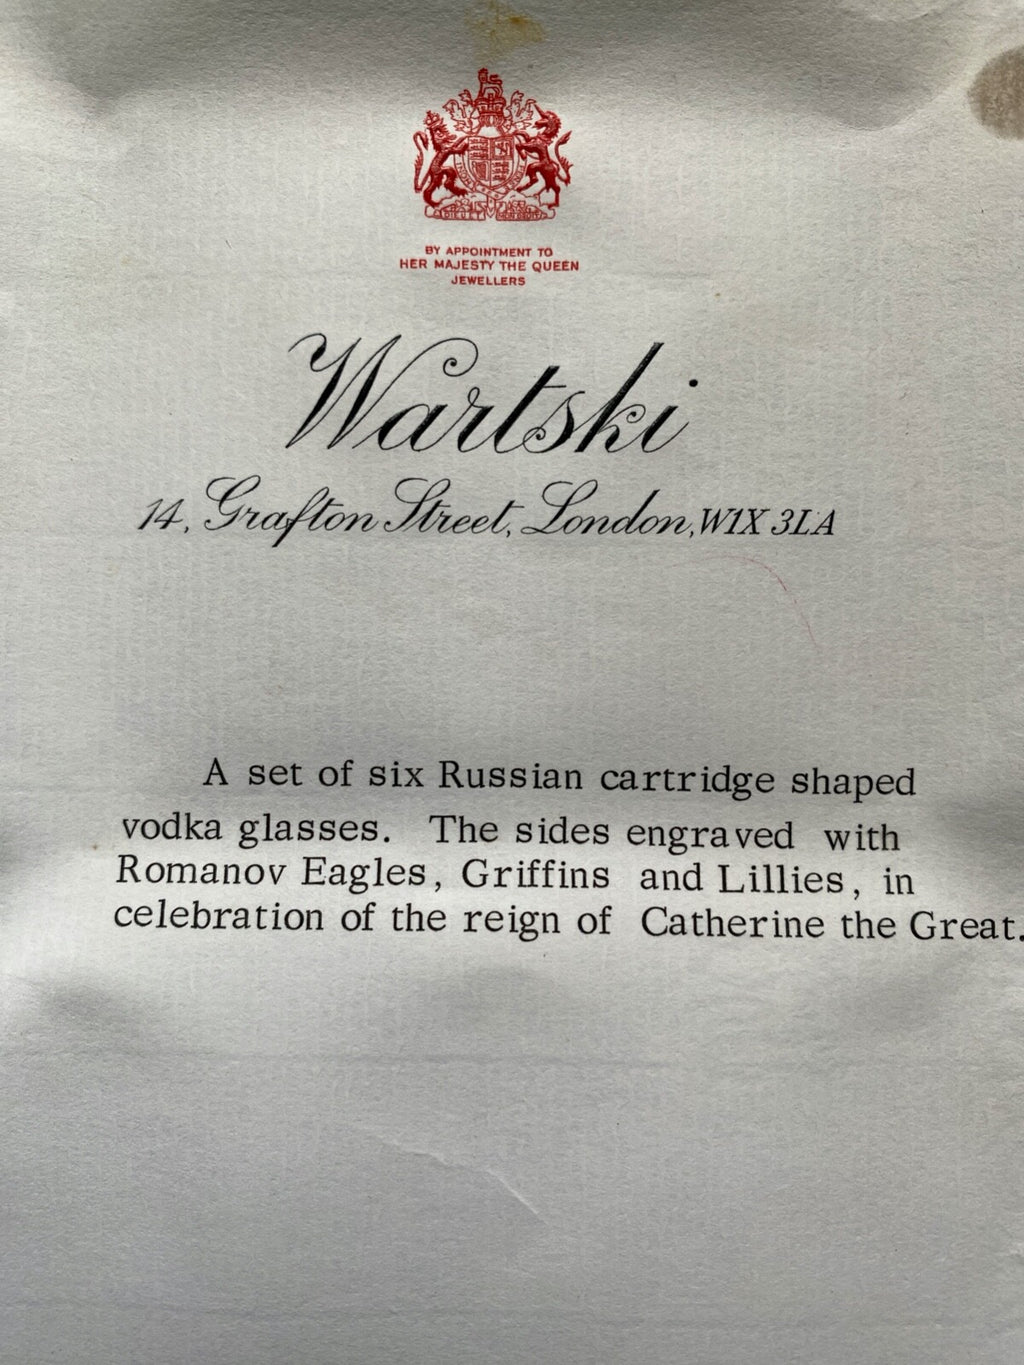 BY APPOINTMENT TO
HER MAJESTY THE QUEEN
JEWELLERS
Wartski
14, Grafton Street, London, W1X 3LA
A set of six Russian cartridge shaped
vodka glasses. The sides engraved with
Romanov Eagles, Griffins and Lillies, in
celebration of the reign of Catherine the Great.